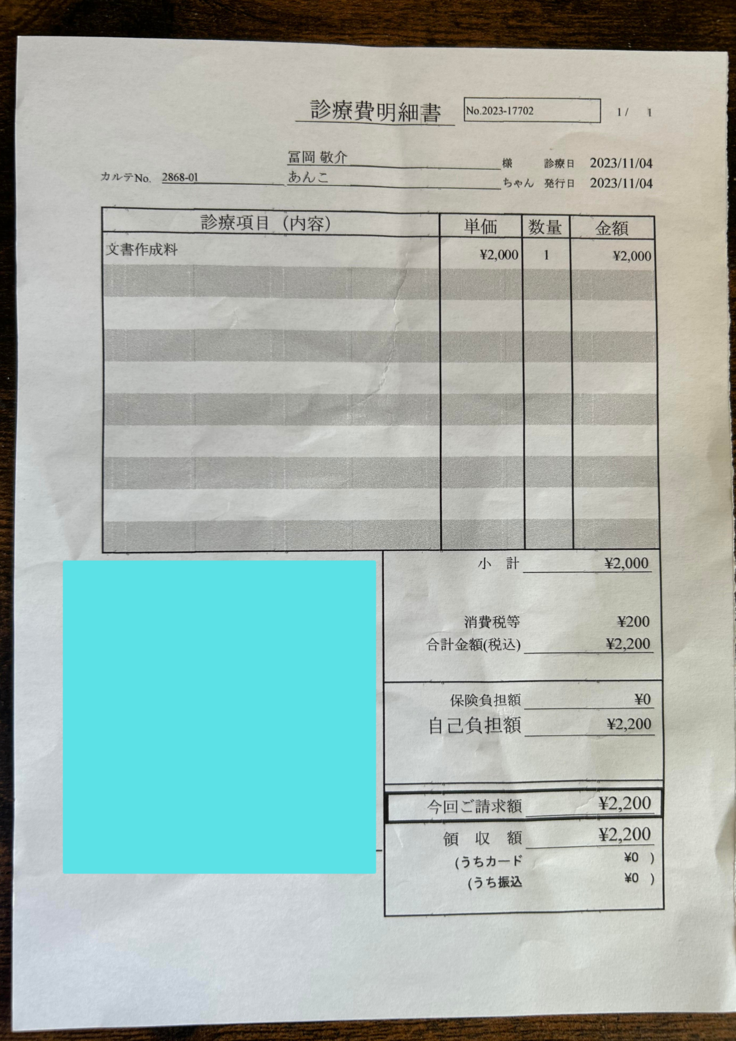 診療費明細書 No.2023-17702 1/ 1
冨岡 敬介 様 診療日 2023/11/04
カルテNo. 2868-01 あんこ ちゃん 発行日 2023/11/04
診療項目（内容） 単価 数量 金額
文書作成料 ¥2,000 1 ¥2,000
小 計 ¥2,000
消費税等 ¥200
合計金額(税込) ¥2,200
保険負担額 ¥0
自己負担額 ¥2,200
今回ご請求額 ¥2,200
領 収 額 ¥2,200
(うちカード ¥0 )
(うち振込 ¥0 )